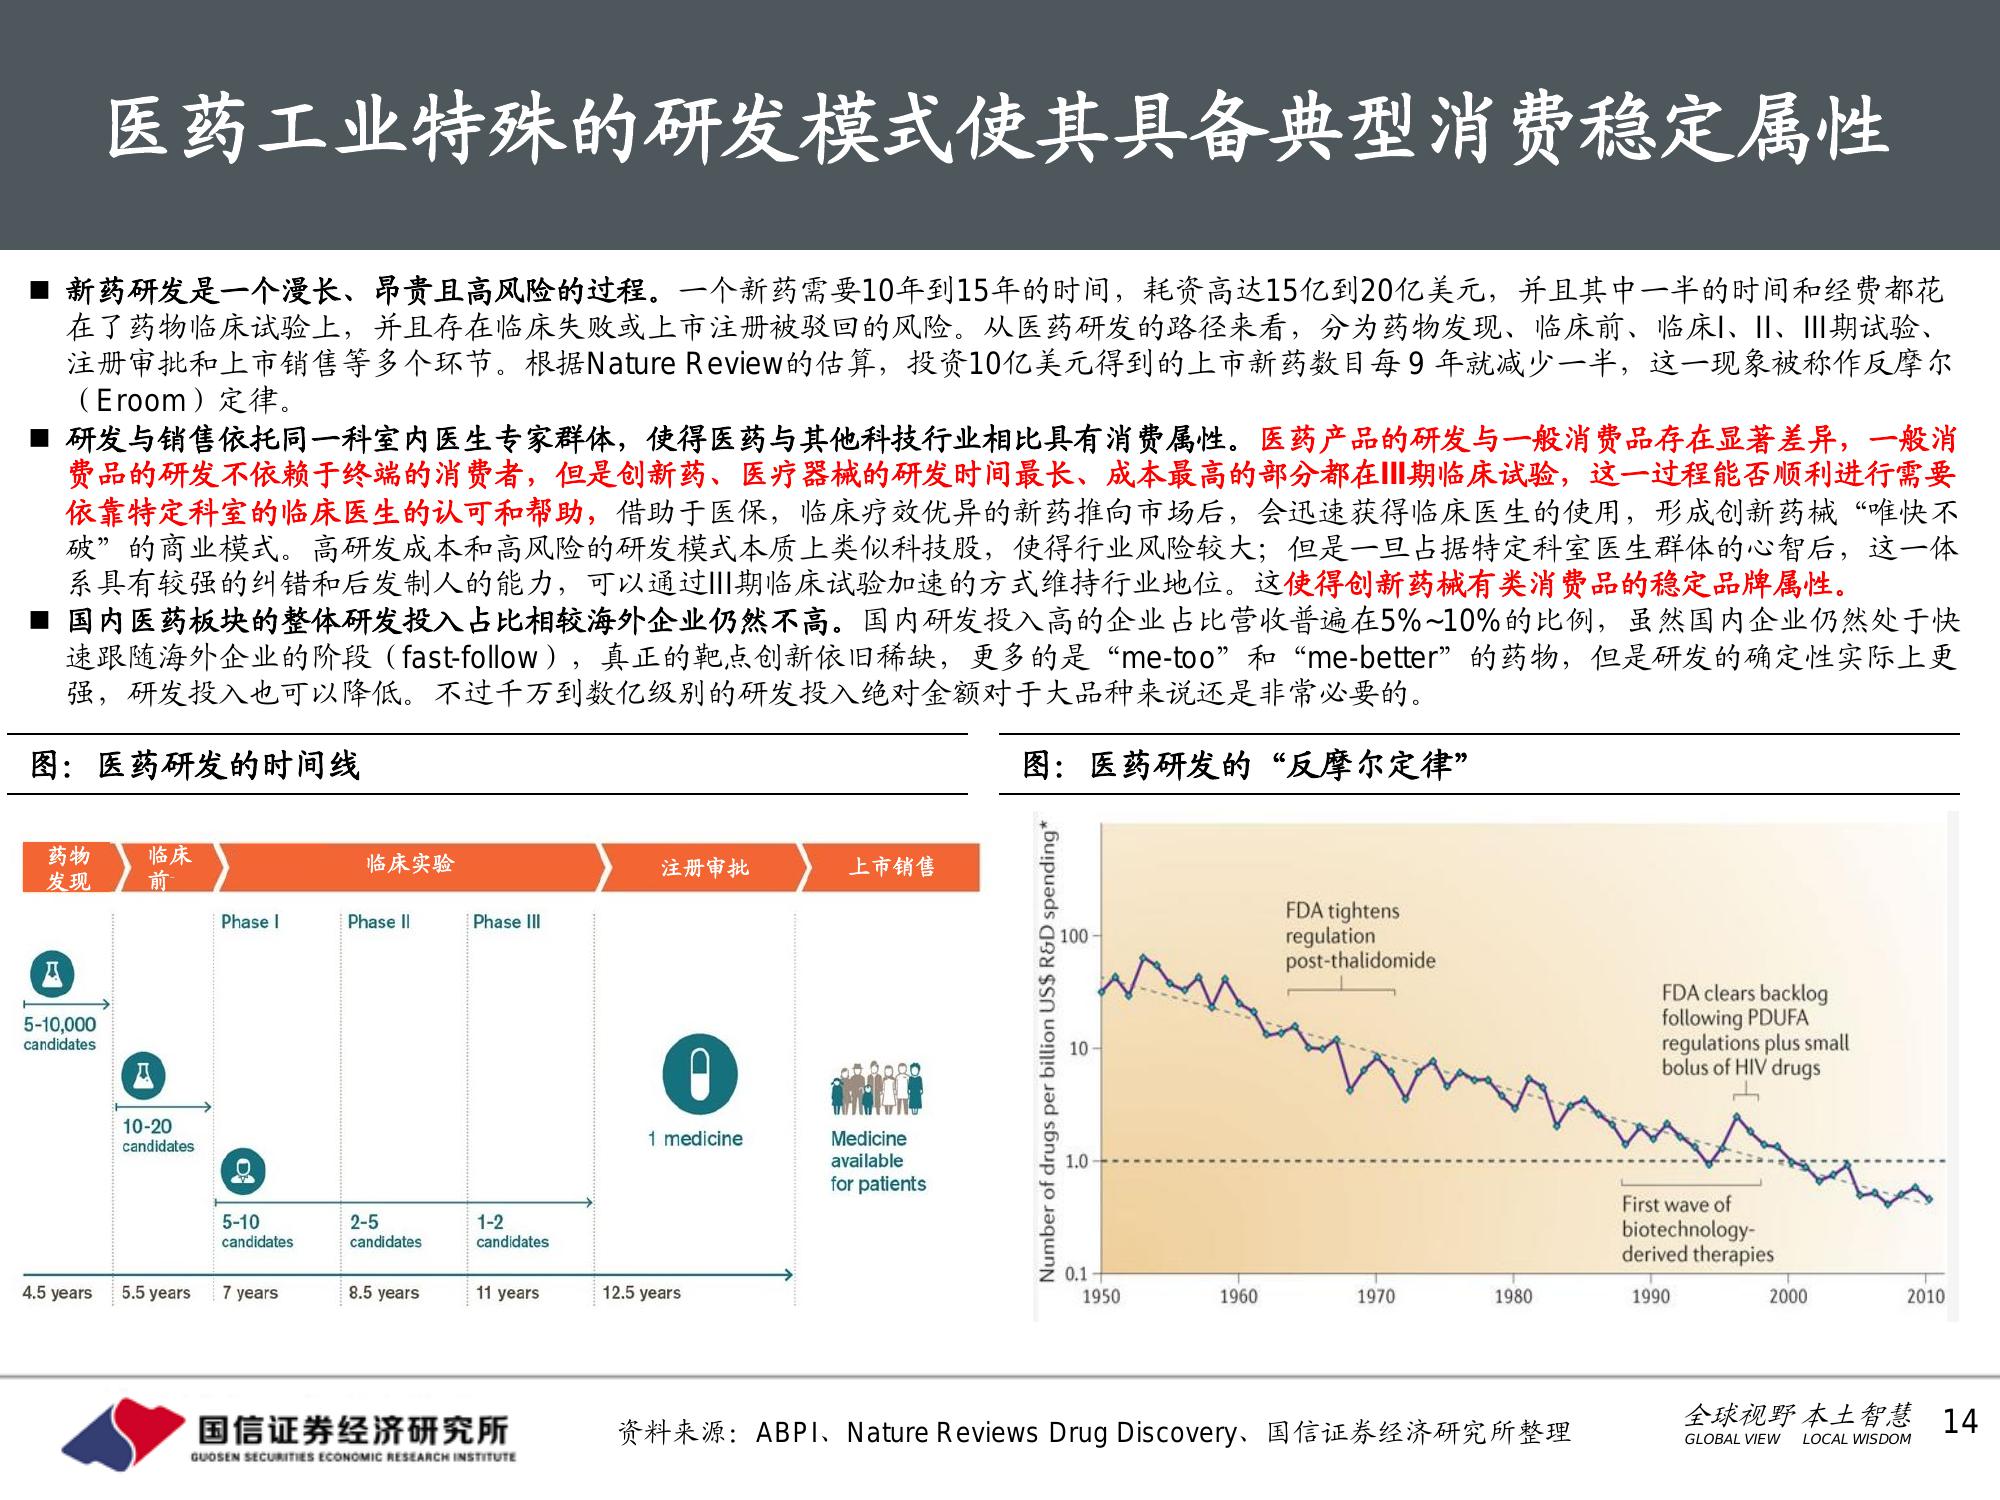 医药工业特殊的研发模式使其具备典型消费稳定属性
■ 新药研发是一个漫长、昂贵且高风险的过程。一个新药需要10年到15年的时间，耗资高达15亿到20亿美元，并且其中一半的时间和经费都花
在了药物临床试验上，并且存在临床失败或上市注册被驳回的风险。从医药研发的路径来看，分为药物发现、临床前、临床I、II、III期试验、
注册审批和上市销售等多个环节。根据Nature Review的估算，投资10亿美元得到的上市新药数目每 9 年就减少一半，这一现象被称作反摩尔
（Eroom）定律。
■ 研发与销售依托同一科室内医生专家群体，使得医药与其他科技行业相比具有消费属性。医药产品的研发与一般消费品存在显著差异，一般消
费品的研发不依赖于终端的消费者，但是创新药、医疗器械的研发时间最长、成本最高的部分都在III期临床试验，这一过程能否顺利进行需要
依靠特定科室的临床医生的认可和帮助，借助于医保，临床疗效优异的新药推向市场后，会迅速获得临床医生的使用，形成创新药械“唯快不
破”的商业模式。高研发成本和高风险的研发模式本质上类似科技股，使得行业风险较大；但是一旦占据特定科室医生群体的心智后，这一体
系具有较强的纠错和后发制人的能力，可以通过III期临床试验加速的方式维持行业地位。这使得创新药械有类消费品的稳定品牌属性。
■ 国内医药板块的整体研发投入占比相较海外企业仍然不高。国内研发投入高的企业占比营收普遍在5%~10%的比例，虽然国内企业仍然处于快
速跟随海外企业的阶段（fast-follow），真正的靶点创新依旧稀缺，更多的是“me-too”和“me-better”的药物，但是研发的确定性实际上更
强，研发投入也可以降低。不过千万到数亿级别的研发投入绝对金额对于大品种来说还是非常必要的。
图：医药研发的时间线
药物
发现
临床
前-
临床实验
注册审批
上市销售
Phase I
Phase II
Phase III
5-10,000
candidates
10-20
candidates
5-10
candidates
2-5
candidates
1-2
candidates
1 medicine
Medicine
available
for patients
4.5 years
5.5 years
7 years
8.5 years
11 years
12.5 years
图：医药研发的“反摩尔定律”
Number of drugs per billion US$ R&D spending*
100
10
1.0
0.1
FDA tightens
regulation
post-thalidomide
FDA clears backlog
following PDUFA
regulations plus small
bolus of HIV drugs
First wave of
biotechnology-
derived therapies
1950
1960
1970
1980
1990
2000
2010
国信证券经济研究所
GUOSEN SECURITIES ECONOMIC RESEARCH INSTITUTE
资料来源：ABPI、Nature Reviews Drug Discovery、国信证券经济研究所整理
全球视野 本土智慧
GLOBAL VIEW LOCAL WISDOM
14